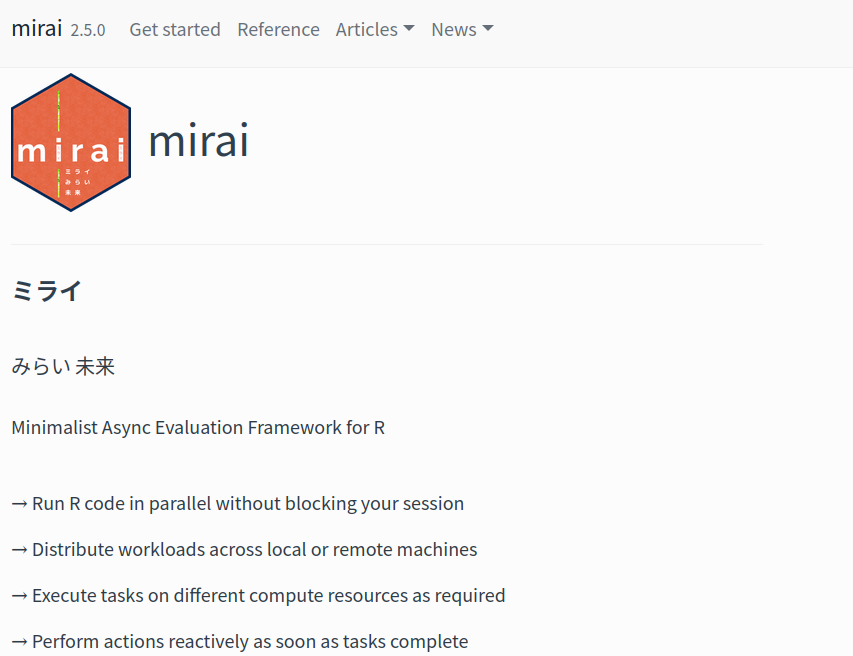 mirai 2.5.0 Get started Reference Articles News
mirai
ミライ
みらい
未来
mirai
ミライ
みらい 未来
Minimalist Async Evaluation Framework for R
→ Run R code in parallel without blocking your session
→ Distribute workloads across local or remote machines
→ Execute tasks on different compute resources as required
→ Perform actions reactively as soon as tasks complete